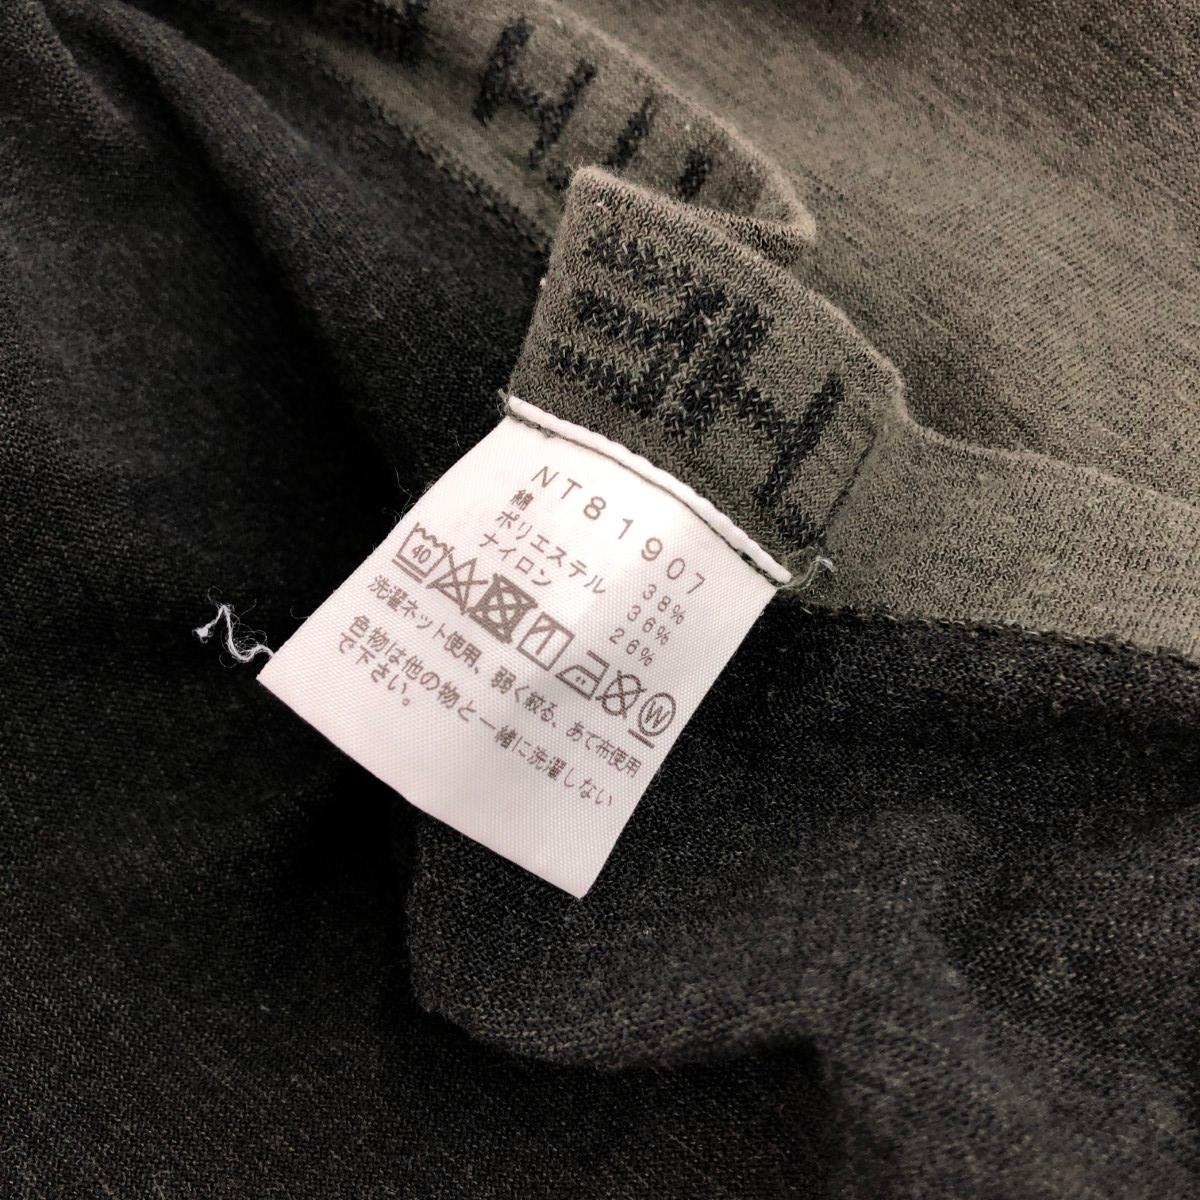 NT81907
綿 38%
ポリエステル 36%
ナイロン 26%
40 W
洗濯ネット使用、弱く絞る、あて布使用
色物は他の物と一緒に洗濯しない
で下さい。